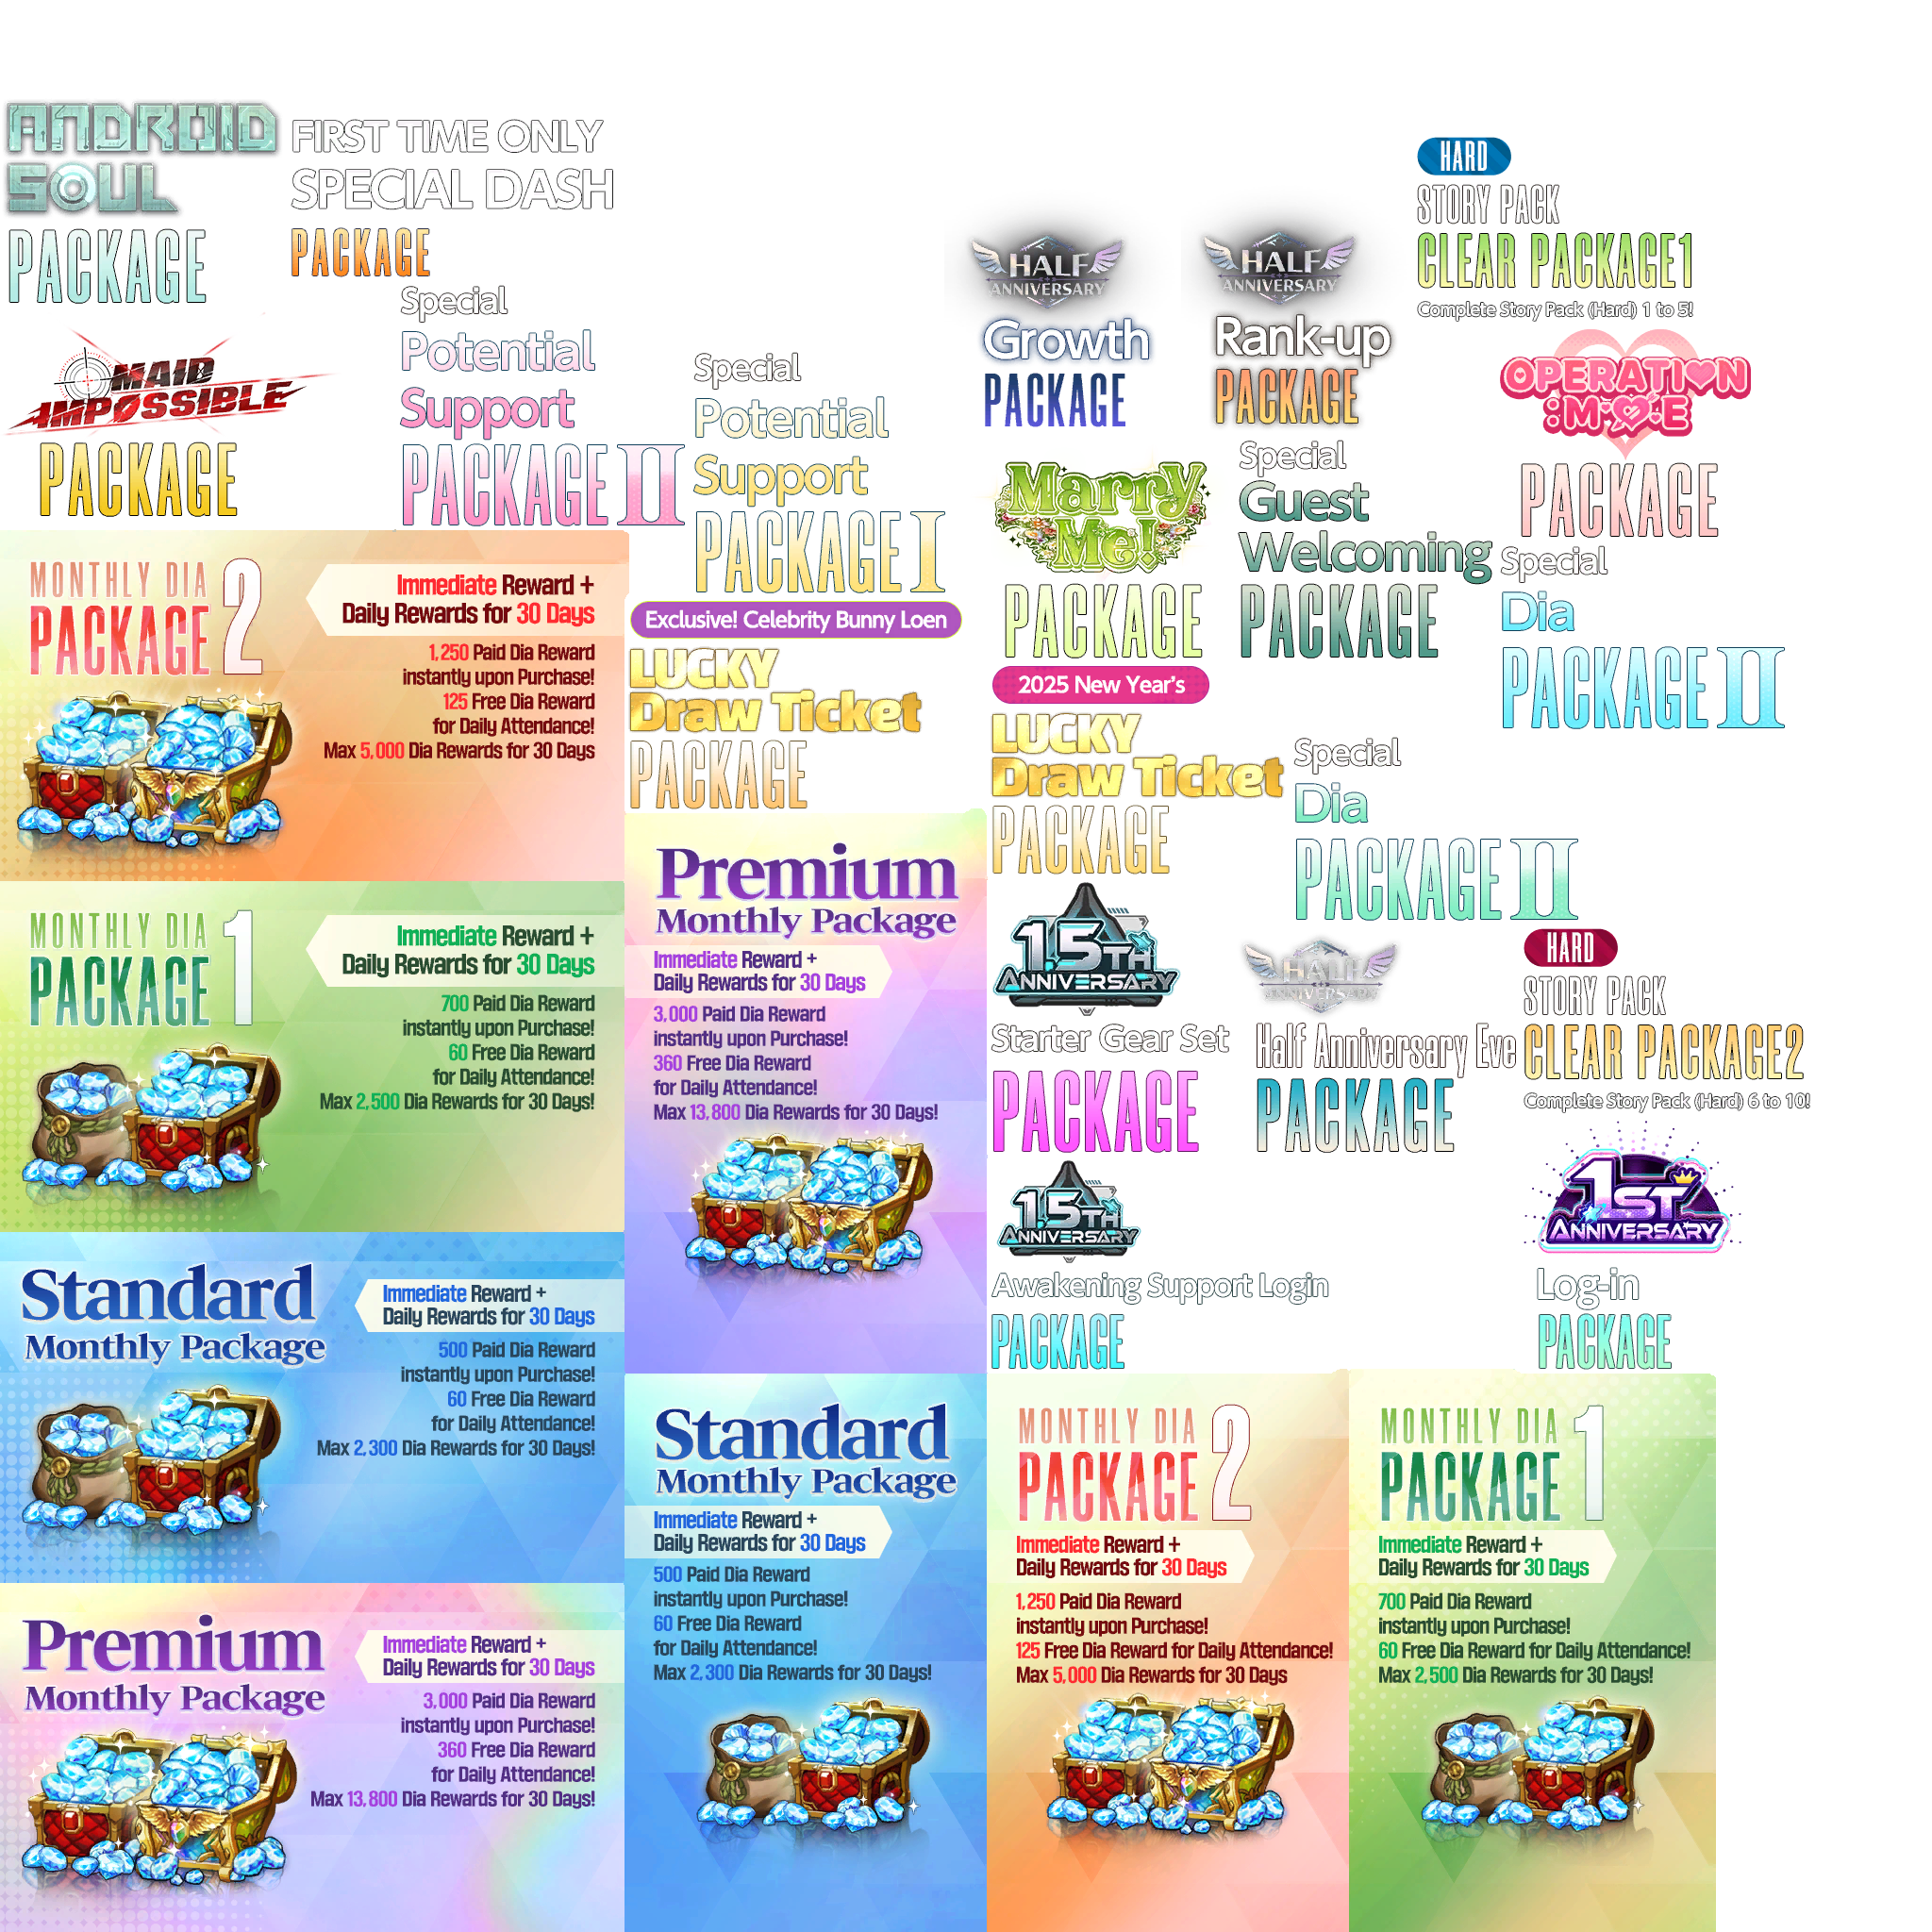 ANDROID
SOUL
PACKAGE
FIRST TIME ONLY
SPECIAL DASH
PACKAGE
MAID
IMPOSSIBLE
PACKAGE
Special
Potential
Support
PACKAGE II
Special
Potential
Support
PACKAGE I
HALF
ANNIVERSARY
Growth
PACKAGE
HALF
ANNIVERSARY
Rank-up
PACKAGE
HARD
STORY PACK
CLEAR PACKAGE1
Complete Story Pack (Hard) 1 to 5!
OPERATION
:MOE
PACKAGE
Marry
Me!
PACKAGE
Special
Guest
Welcoming
PACKAGE
Special
Dia
PACKAGE II
MONTHLY DIA
PACKAGE 2
Immediate Reward +
Daily Rewards for 30 Days
1,250 Paid Dia Reward
instantly upon Purchase!
125 Free Dia Reward
for Daily Attendance!
Max 5,000 Dia Rewards for 30 Days
Exclusive! Celebrity Bunny Loen
LUCKY
Draw Ticket
PACKAGE
2025 New Year's
LUCKY
Draw Ticket
PACKAGE
Special
Dia
PACKAGE II
MONTHLY DIA
PACKAGE 1
Immediate Reward +
Daily Rewards for 30 Days
700 Paid Dia Reward
instantly upon Purchase!
60 Free Dia Reward
for Daily Attendance!
Max 2,500 Dia Rewards for 30 Days!
Premium
Monthly Package
Immediate Reward +
Daily Rewards for 30 Days
3,000 Paid Dia Reward
instantly upon Purchase!
360 Free Dia Reward
for Daily Attendance!
Max 13,800 Dia Rewards for 30 Days!
1.5TH
ANNIVERSARY
Starter Gear Set
PACKAGE
HALF
ANNIVERSARY
Half Anniversary Eve
PACKAGE
HARD
STORY PACK
CLEAR PACKAGE2
Complete Story Pack (Hard) 6 to 10!
1.5TH
ANNIVERSARY
Awakening Support Login
PACKAGE
1ST
ANNIVERSARY
Log-in
PACKAGE
Standard
Monthly Package
Immediate Reward +
Daily Rewards for 30 Days
500 Paid Dia Reward
instantly upon Purchase!
60 Free Dia Reward
for Daily Attendance!
Max 2,300 Dia Rewards for 30 Days!
Premium
Monthly Package
Immediate Reward +
Daily Rewards for 30 Days
3,000 Paid Dia Reward
instantly upon Purchase!
360 Free Dia Reward
for Daily Attendance!
Max 13,800 Dia Rewards for 30 Days!
Standard
Monthly Package
Immediate Reward +
Daily Rewards for 30 Days
500 Paid Dia Reward
instantly upon Purchase!
60 Free Dia Reward
for Daily Attendance!
Max 2,300 Dia Rewards for 30 Days!
MONTHLY DIA
PACKAGE 2
Immediate Reward +
Daily Rewards for 30 Days
1,250 Paid Dia Reward
instantly upon Purchase!
125 Free Dia Reward for Daily Attendance!
Max 5,000 Dia Rewards for 30 Days
MONTHLY DIA
PACKAGE 1
Immediate Reward +
Daily Rewards for 30 Days
700 Paid Dia Reward
instantly upon Purchase!
60 Free Dia Reward for Daily Attendance!
Max 2,500 Dia Rewards for 30 Days!